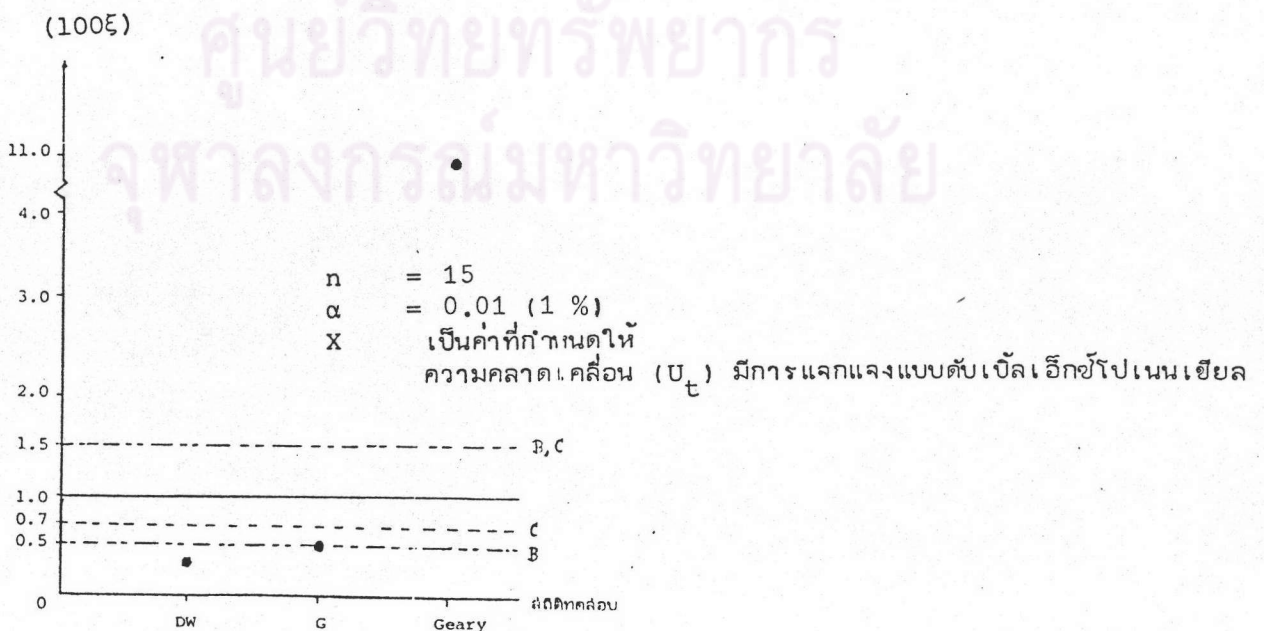 (100ξ)
ศูนย์วิทยทรัพยากร
จุฬาลงกรณ์มหาวิทยาลัย
11.0
4.0
3.0
2.0
1.5
1.0
0.7
0.5
0
n = 15
α = 0.01 (1 %)
X เป็นค่าที่กำหนดให้
ความคลาดเคลื่อน (U_t) มีการแจกแจงแบบดับเบิ้ลเอ็กซ์โปเนนเชียล
B,C
C
B
สถิติทดสอบ
DW G Geary